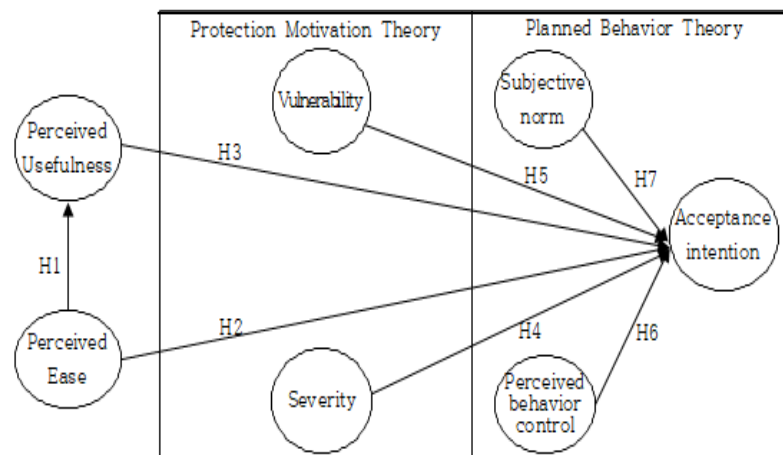 Protection Motivation Theory
Planned Behavior Theory
Vulnerability
Subjective
norm
Perceived
Usefulness
H3
H5
H7
Acceptance
intention
H1
H2
H4
H6
Perceived
Ease
Severity
Perceived
behavior
control